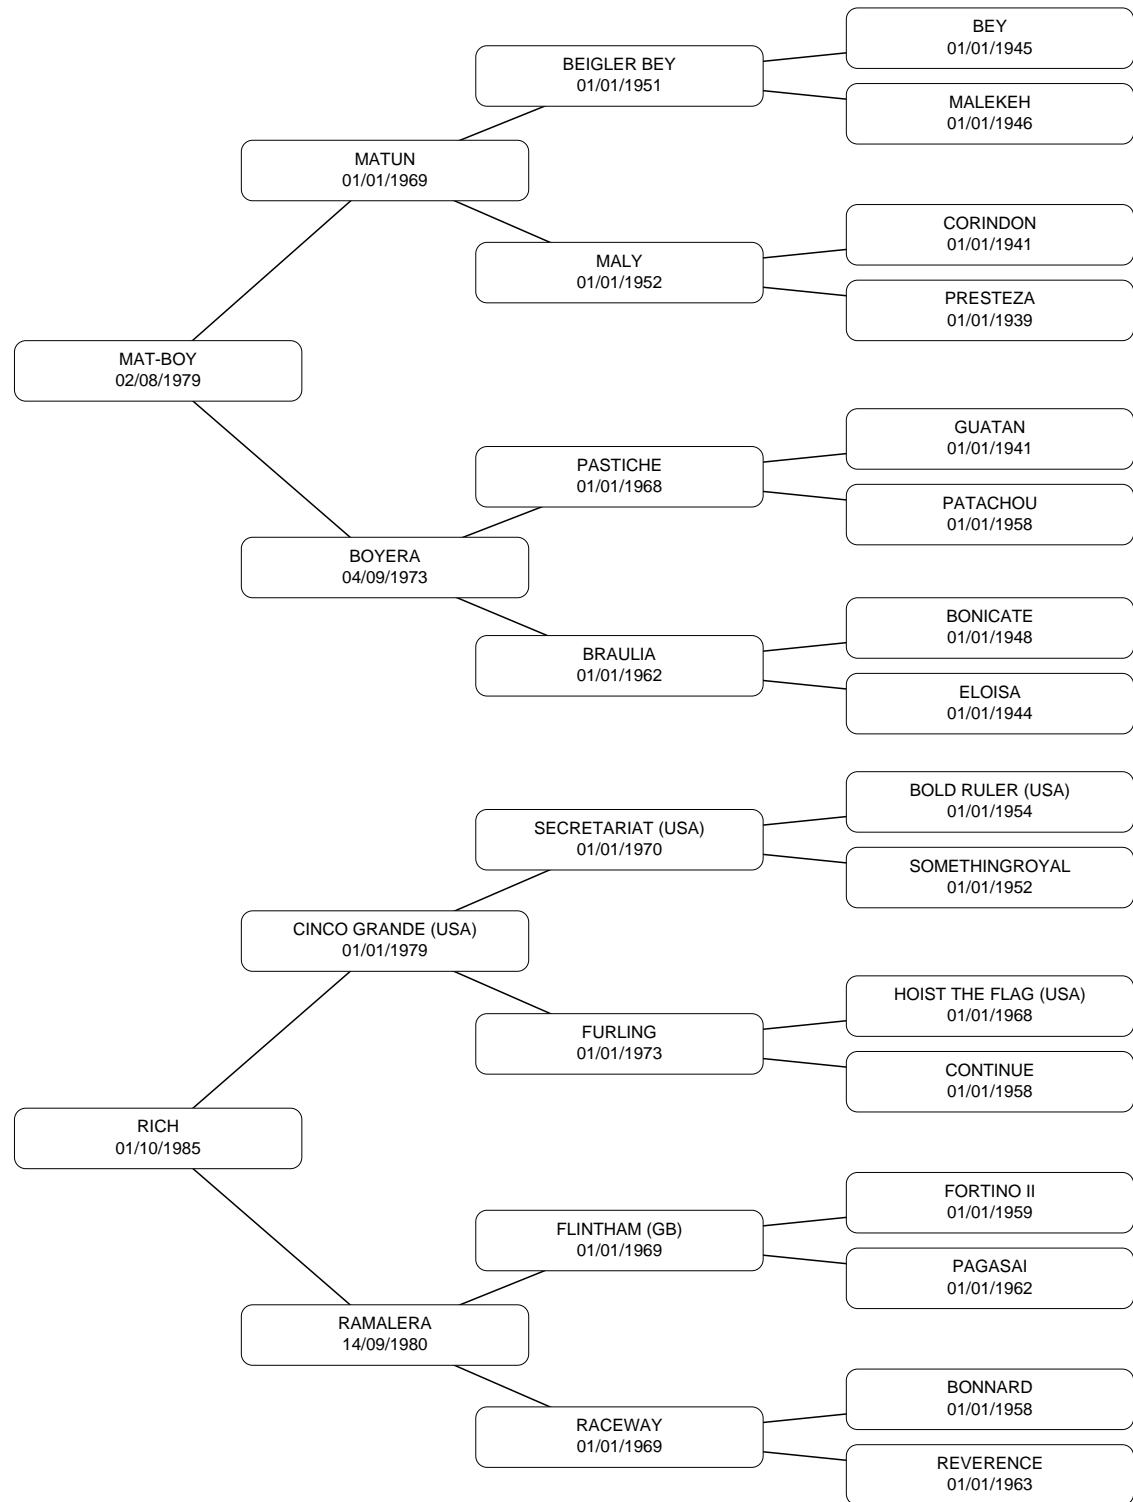 BEY
01/01/1945
BEIGLER BEY
01/01/1951
MALEKEH
01/01/1946
MATUN
01/01/1969
CORINDON
01/01/1941
MALY
01/01/1952
PRESTEZA
01/01/1939
MAT-BOY
02/08/1979
GUATAN
01/01/1941
PASTICHE
01/01/1968
PATACHOU
01/01/1958
BOYERA
04/09/1973
BONICATE
01/01/1948
BRAULIA
01/01/1962
ELOISA
01/01/1944
BOLD RULER (USA)
01/01/1954
SECRETARIAT (USA)
01/01/1970
SOMETHINGROYAL
01/01/1952
CINCO GRANDE (USA)
01/01/1979
HOIST THE FLAG (USA)
01/01/1968
FURLING
01/01/1973
CONTINUE
01/01/1958
RICH
01/10/1985
FORTINO II
01/01/1959
FLINTHAM (GB)
01/01/1969
PAGASAI
01/01/1962
RAMALERA
14/09/1980
BONNARD
01/01/1958
RACEWAY
01/01/1969
REVERENCE
01/01/1963